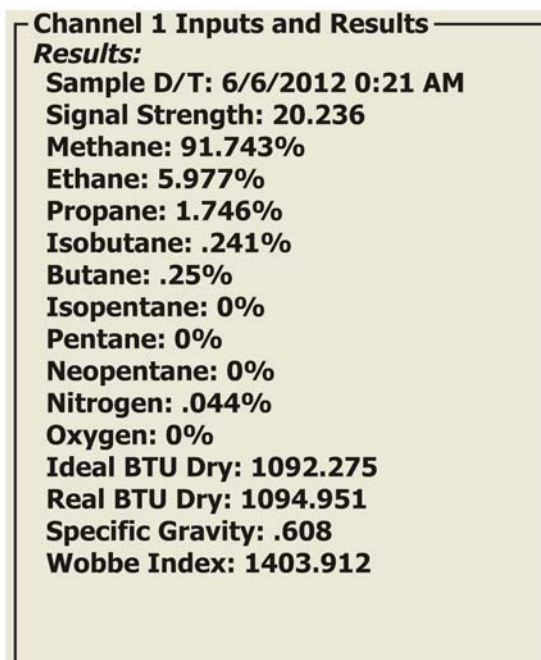 Channel 1 Inputs and Results
Results:
Sample D/T: 6/6/2012 0:21 AM
Signal Strength: 20.236
Methane: 91.743%
Ethane: 5.977%
Propane: 1.746%
Isobutane: .241%
Butane: .25%
Isopentane: 0%
Pentane: 0%
Neopentane: 0%
Nitrogen: .044%
Oxygen: 0%
Ideal BTU Dry: 1092.275
Real BTU Dry: 1094.951
Specific Gravity: .608
Wobbe Index: 1403.912